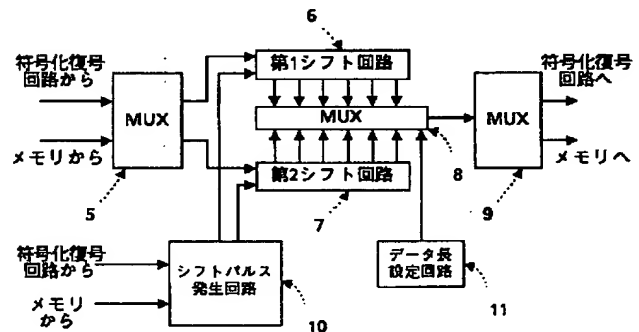 6
符号化復号
回路から
メモリから
MUX
5
第1シフト回路
MUX
8
第2シフト回路
7
MUX
9
符号化復号
回路へ
メモリへ
符号化復号
回路から
メモリ
から
シフトパルス
発生回路
10
データ長
設定回路
11